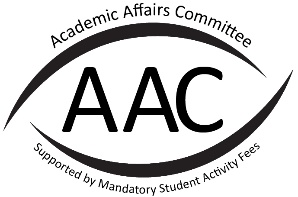 Academic Affairs Committee
AAC
Supported by Mandatory Student Activity Fees